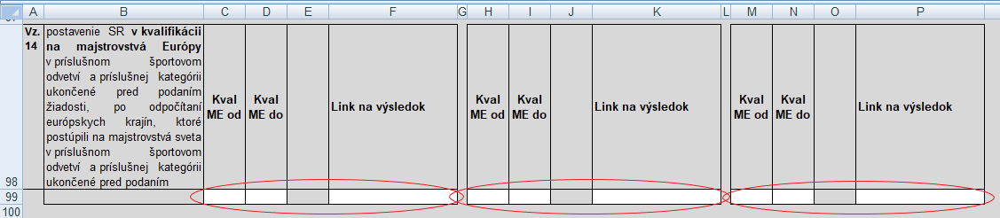 A B C D E F G H I J K L M N O P
Vz. postavenie SR v kvalifikácii
14 na majstrovstvá Európy
v príslušnom športovom
odvetví a príslušnej kategórii
ukončené pred podaním
žiadosti, po odpočítaní
európskych krajín, ktoré
postúpili na majstrovstvá sveta
v príslušnom športovom
odvetví a príslušnej kategórii
ukončené pred podaním
Kval Kval
ME od ME do Link na výsledok
Kval Kval
ME od ME do Link na výsledok
Kval Kval
ME od ME do Link na výsledok
98
99
100